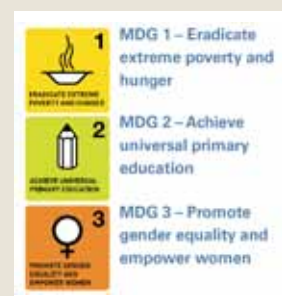 1
ERADICATE EXTREME
POVERTY AND HUNGER
MDG 1 – Eradicate
extreme poverty and
hunger
2
ACHIEVE UNIVERSAL
PRIMARY EDUCATION
MDG 2 – Achieve
universal primary
education
3
PROMOTE GENDER
EQUALITY AND
EMPOWER WOMEN
MDG 3 – Promote
gender equality and
empower women